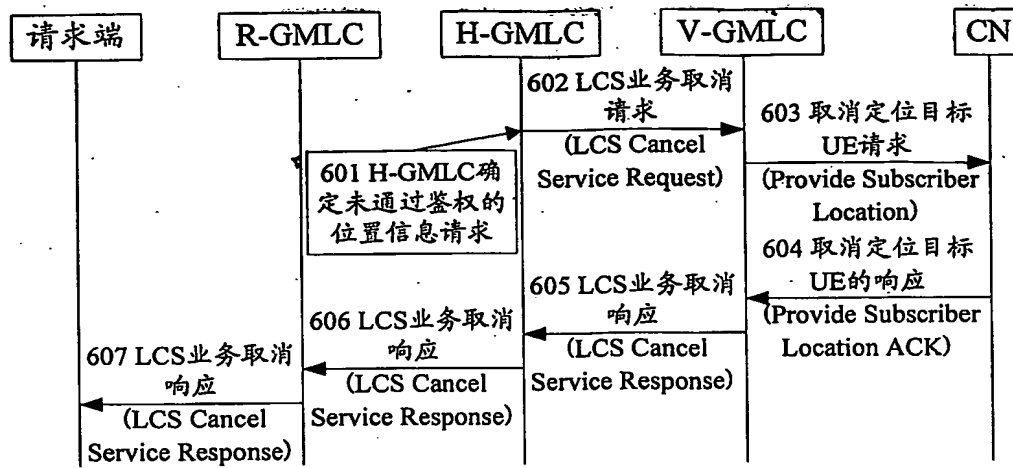 请求端
R-GMLC
H-GMLC
V-GMLC
CN
601 H-GMLC确
定未通过鉴权的
位置信息请求
602 LCS业务取消
请求
(LCS Cancel
Service Request)
603 取消定位目标
UE请求
(Provide Subscriber
Location)
604 取消定位目标
UE的响应
(Provide Subscriber
Location ACK)
605 LCS业务取消
响应
(LCS Cancel
Service Response)
606 LCS业务取消
响应
(LCS Cancel
Service Response)
607 LCS业务取消
响应
(LCS Cancel
Service Response)